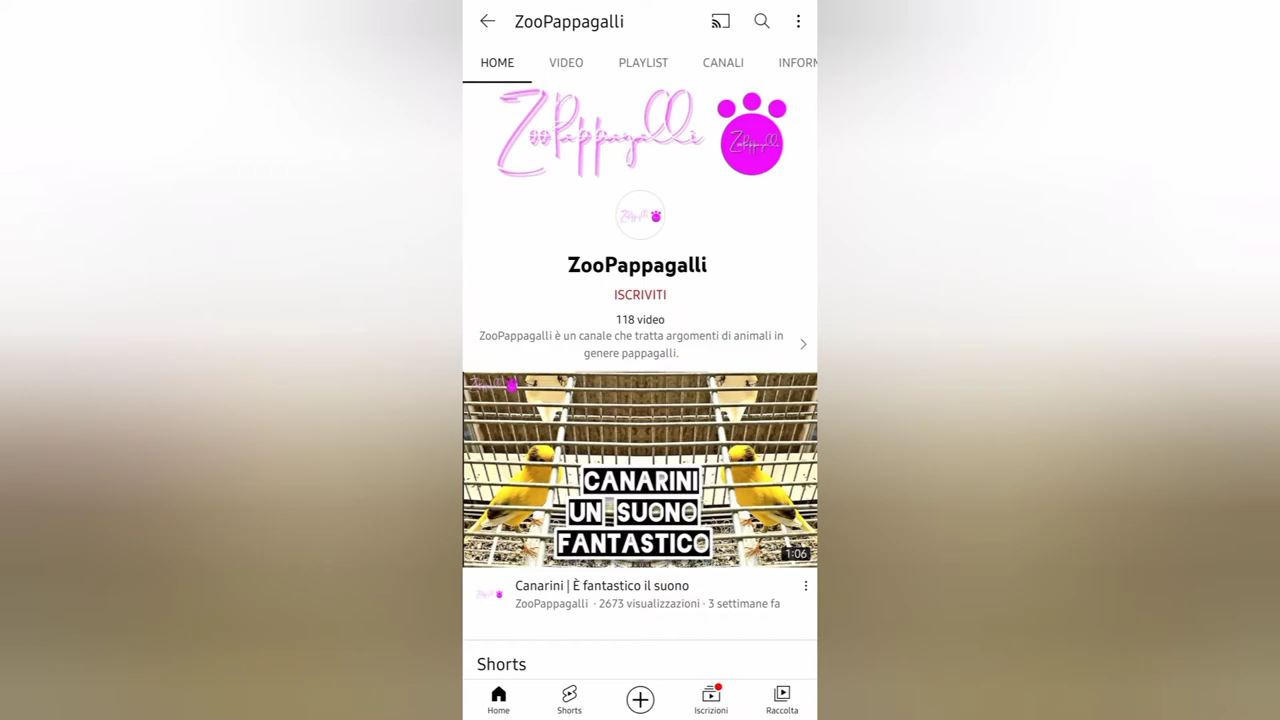 ZooPappagalli
HOME VIDEO PLAYLIST CANALI INFORM
ZooPappagalli
ZooPappagalli
ZooPappagalli
ISCRIVITI
118 video
ZooPappagalli è un canale che tratta argomenti di animali in
genere pappagalli.
CANARINI
UN SUONO
FANTASTICO
1:06
Canarini | È fantastico il suono
ZooPappagalli · 2673 visualizzazioni · 3 settimane fa
Shorts
Home Shorts Iscrizioni Raccolta